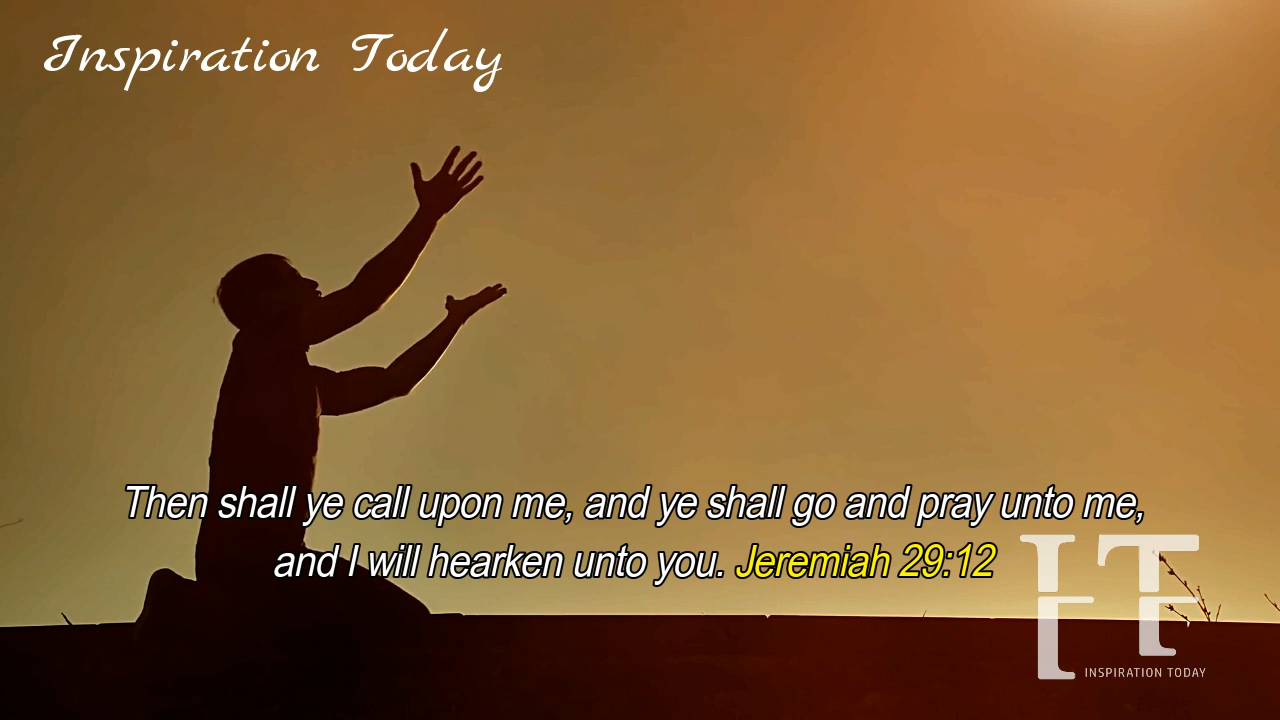 Inspiration Today
Then shall ye call upon me, and ye shall go and pray unto me,
and I will hearken unto you. Jeremiah 29:12
IT
INSPIRATION TODAY